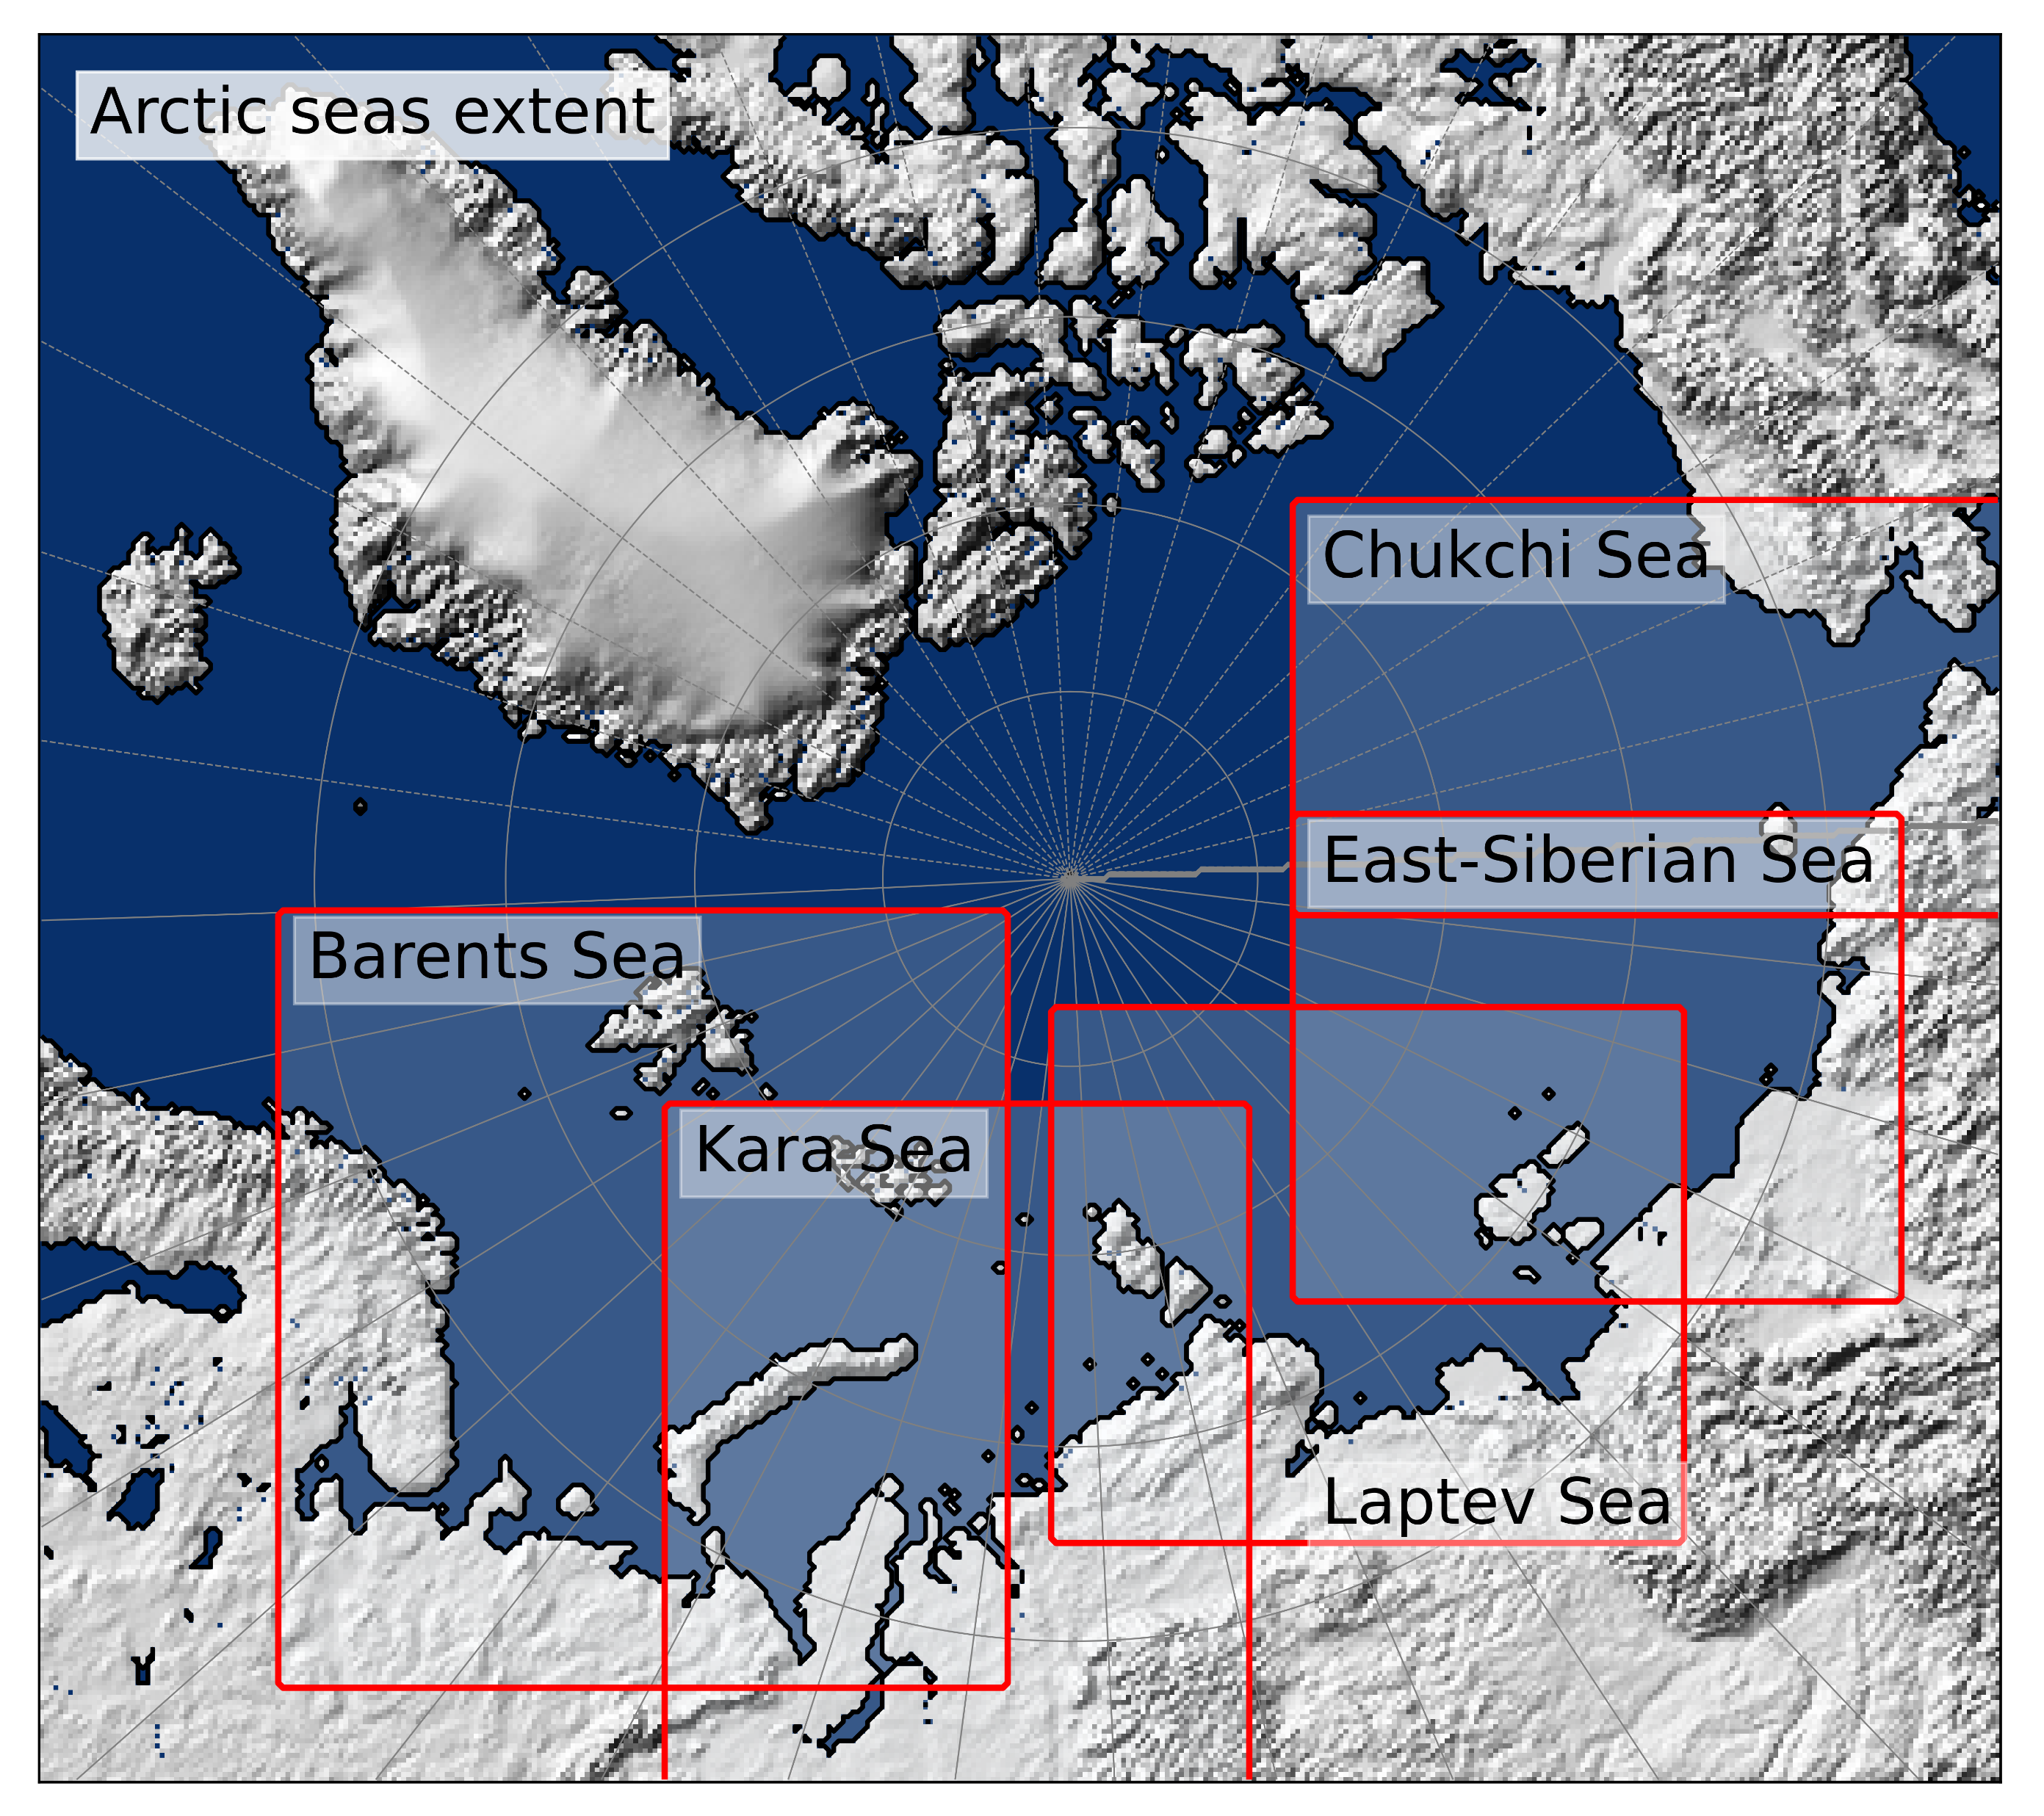 Arctic seas extent
Chukchi Sea
East-Siberian Sea
Barents Sea
Kara Sea
Laptev Sea